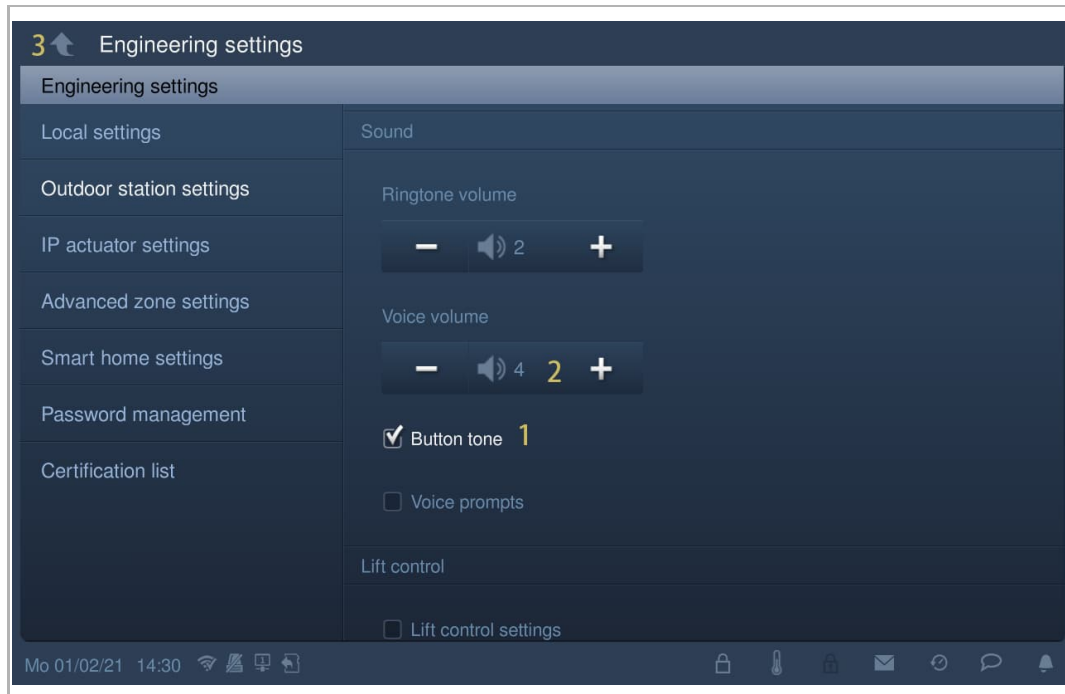 3 Engineering settings
Engineering settings
Local settings
Outdoor station settings
IP actuator settings
Advanced zone settings
Smart home settings
Password management
Certification list
Sound
Ringtone volume
2
Voice volume
4 2
Button tone 1
Voice prompts
Lift control
Lift control settings
Mo 01/02/21 14:30